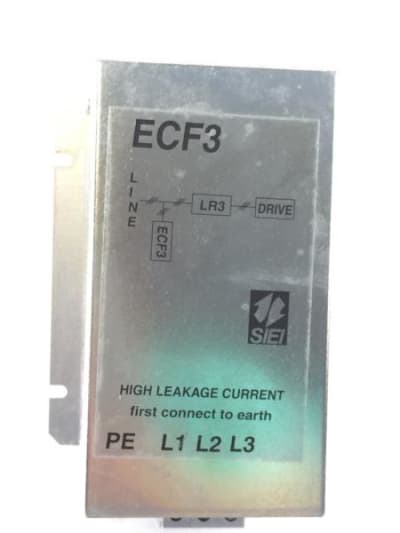 ECF3
LINE
LR3
DRIVE
ECF3
SIEI
HIGH LEAKAGE CURRENT
first connect to earth
PE L1 L2 L3